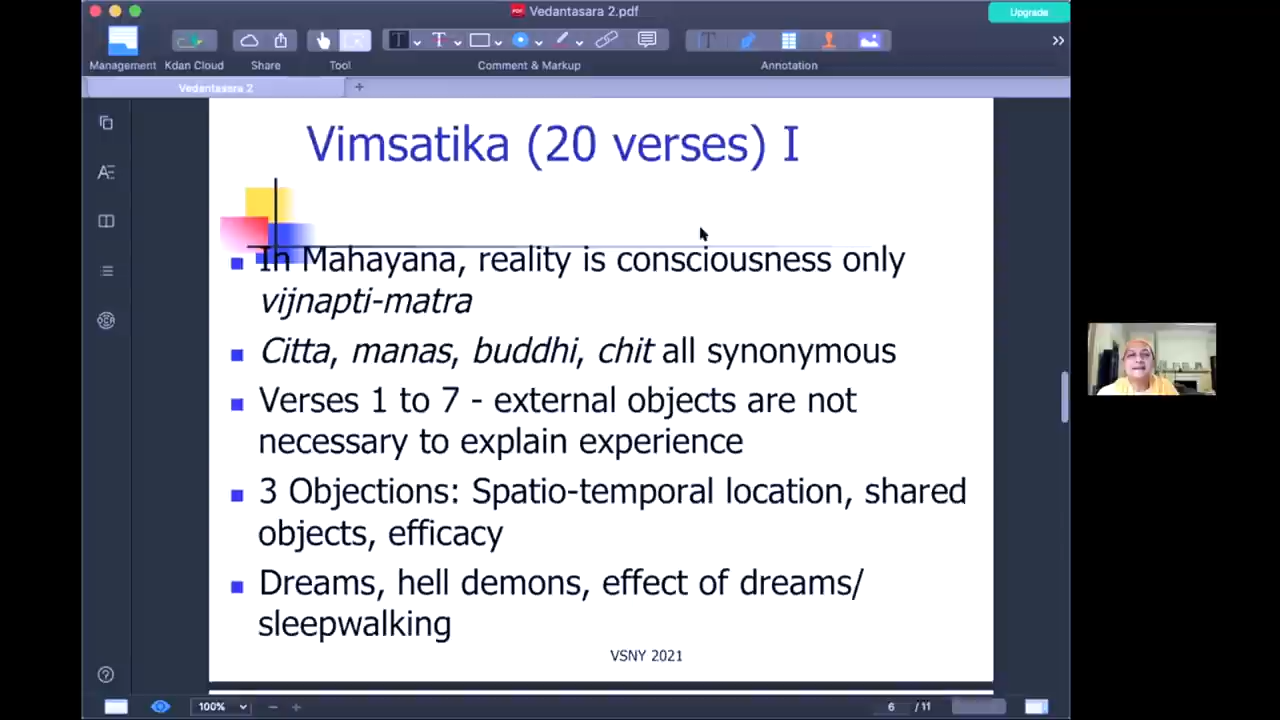 Vedantasara 2.pdf
Upgrade
Management Kdan Cloud Share Tool Comment & Markup Annotation
Vedantasara 2
Vimsatika (20 verses) I
In Mahayana, reality is consciousness only
vijnapti-matra
Citta, manas, buddhi, chit all synonymous
Verses 1 to 7 - external objects are not
necessary to explain experience
3 Objections: Spatio-temporal location, shared
objects, efficacy
Dreams, hell demons, effect of dreams/
sleepwalking
VSNY 2021
100% 6 /11